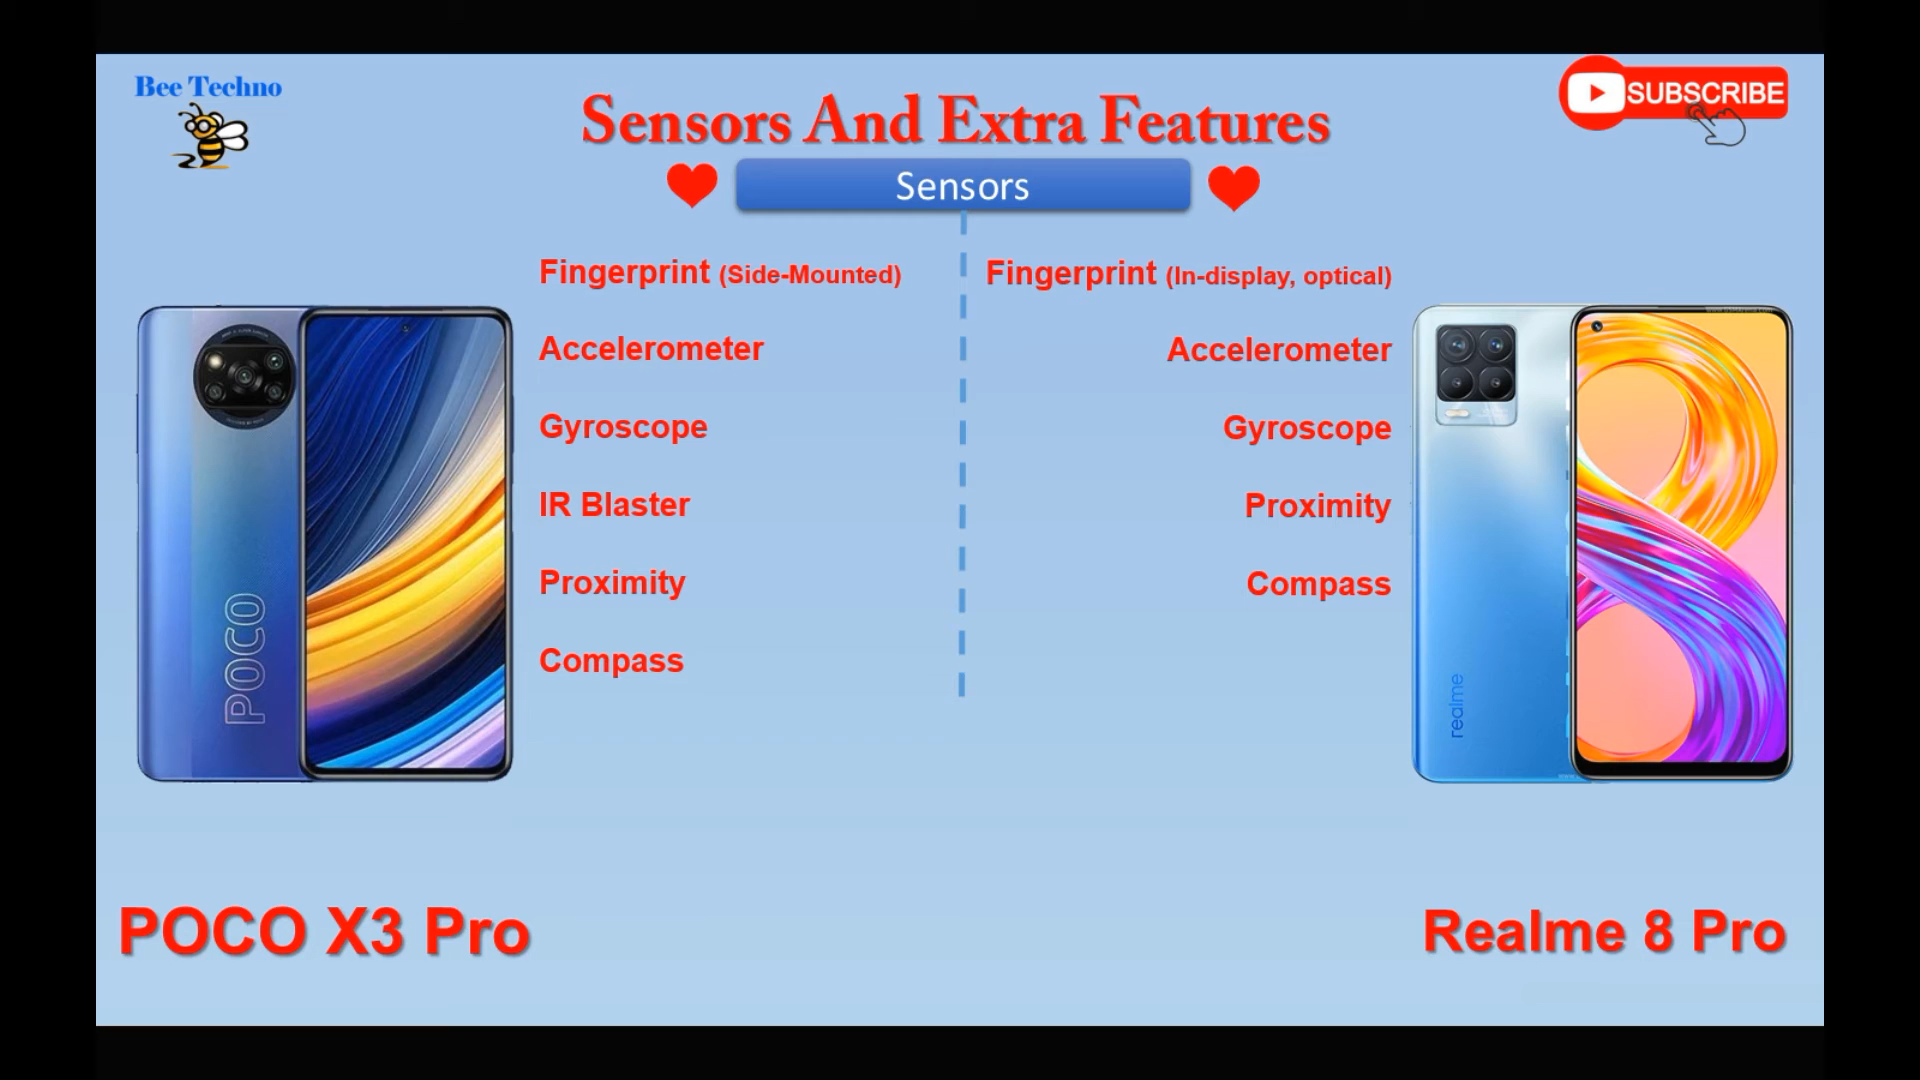 Bee Techno
SUBSCRIBE
Sensors And Extra Features
Sensors
Fingerprint (Side-Mounted)
Accelerometer
Gyroscope
IR Blaster
Proximity
Compass
Fingerprint (In-display, optical)
Accelerometer
Gyroscope
Proximity
Compass
POCO
realme
POCO X3 Pro
Realme 8 Pro